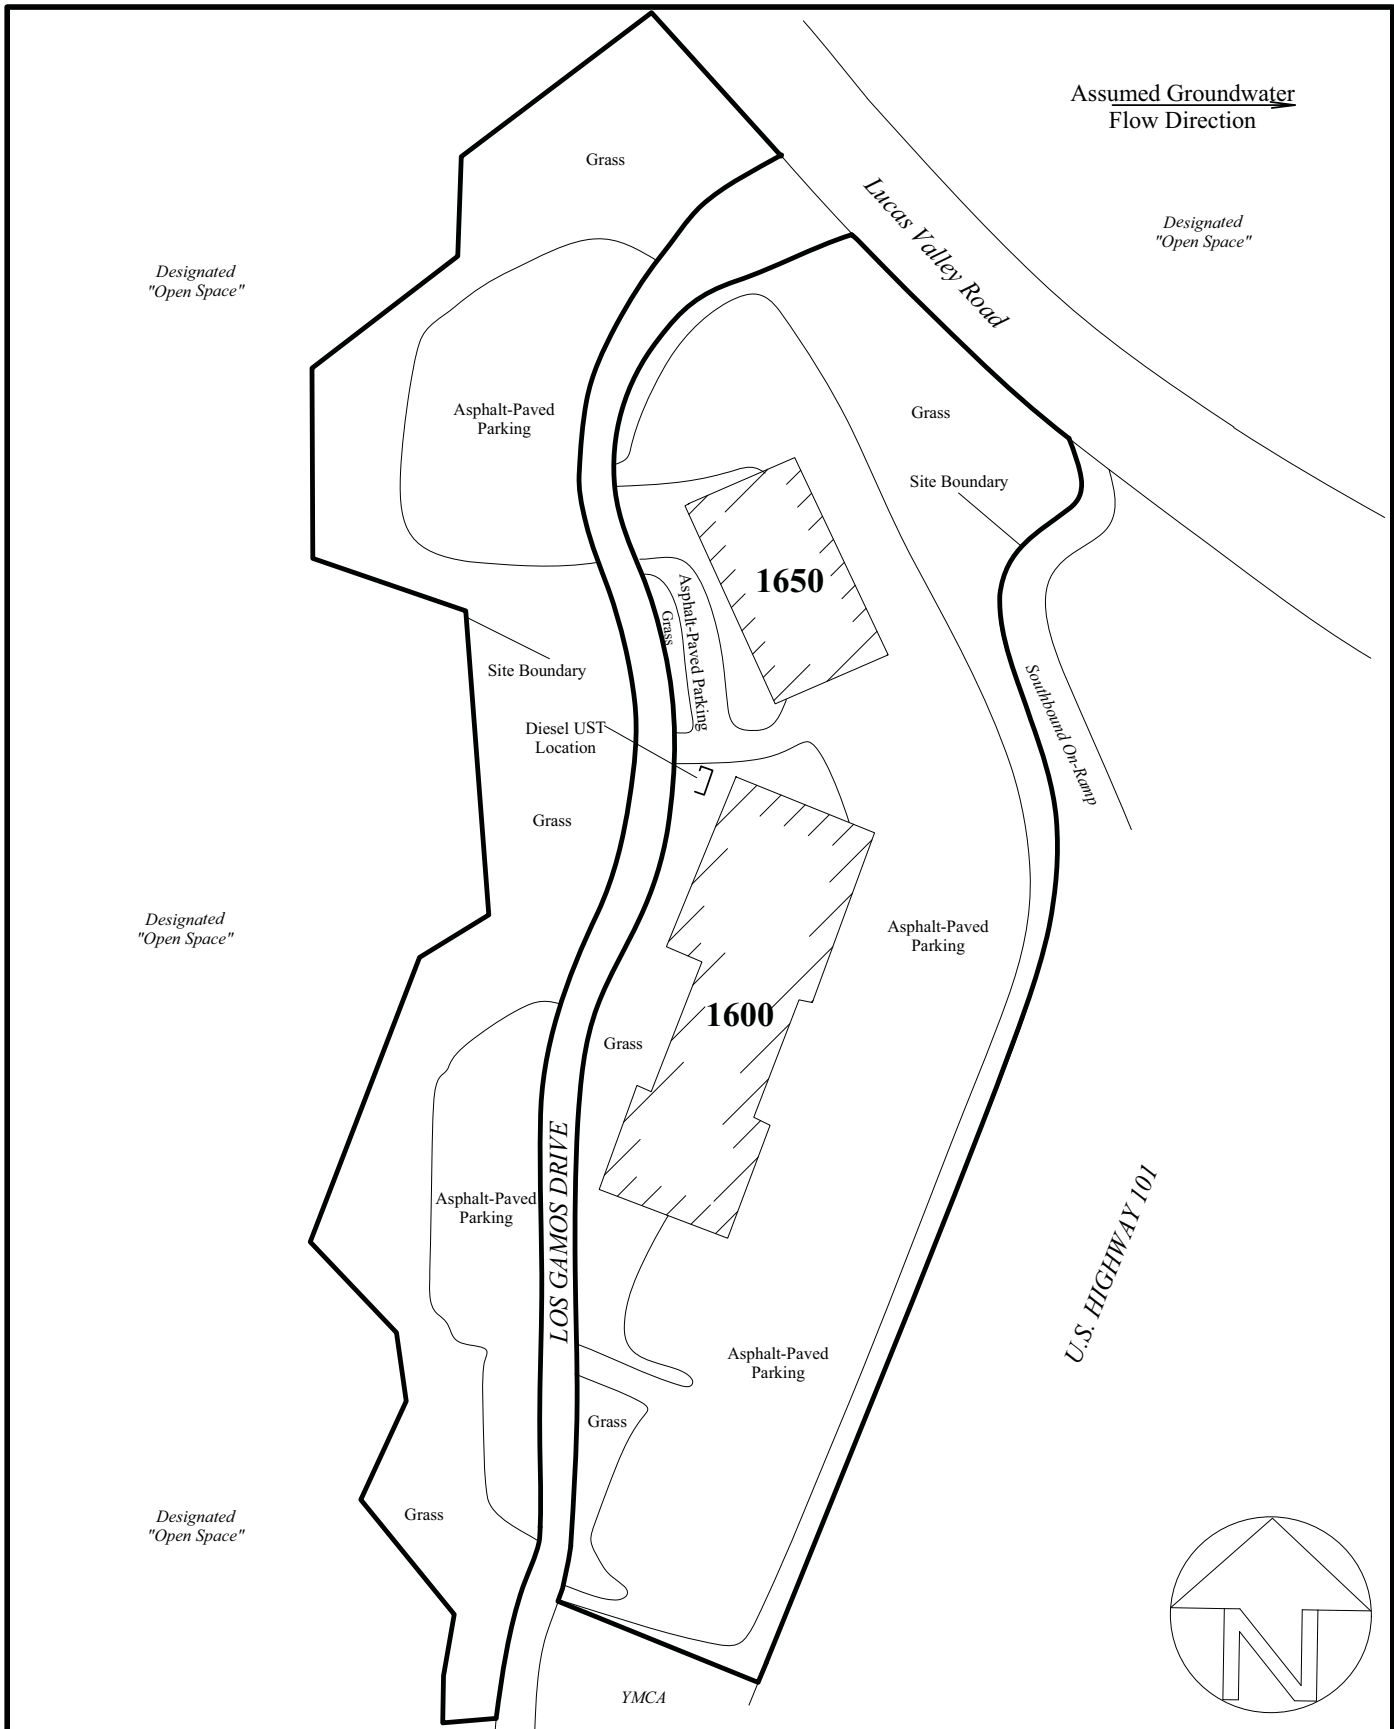 Assumed Groundwater
Flow Direction
Grass
Lucas Valley Road
Designated
"Open Space"
Designated
"Open Space"
Asphalt-Paved
Parking
Grass
Site Boundary
1650
Asphalt-Paved Parking
Grass
Site Boundary
Southbound On-Ramp
Diesel UST
Location
Grass
Designated
"Open Space"
Asphalt-Paved
Parking
1600
Grass
LOS GAMOS DRIVE
Asphalt-Paved
Parking
U.S. HIGHWAY 101
Asphalt-Paved
Parking
Grass
Grass
Designated
"Open Space"
N
YMCA